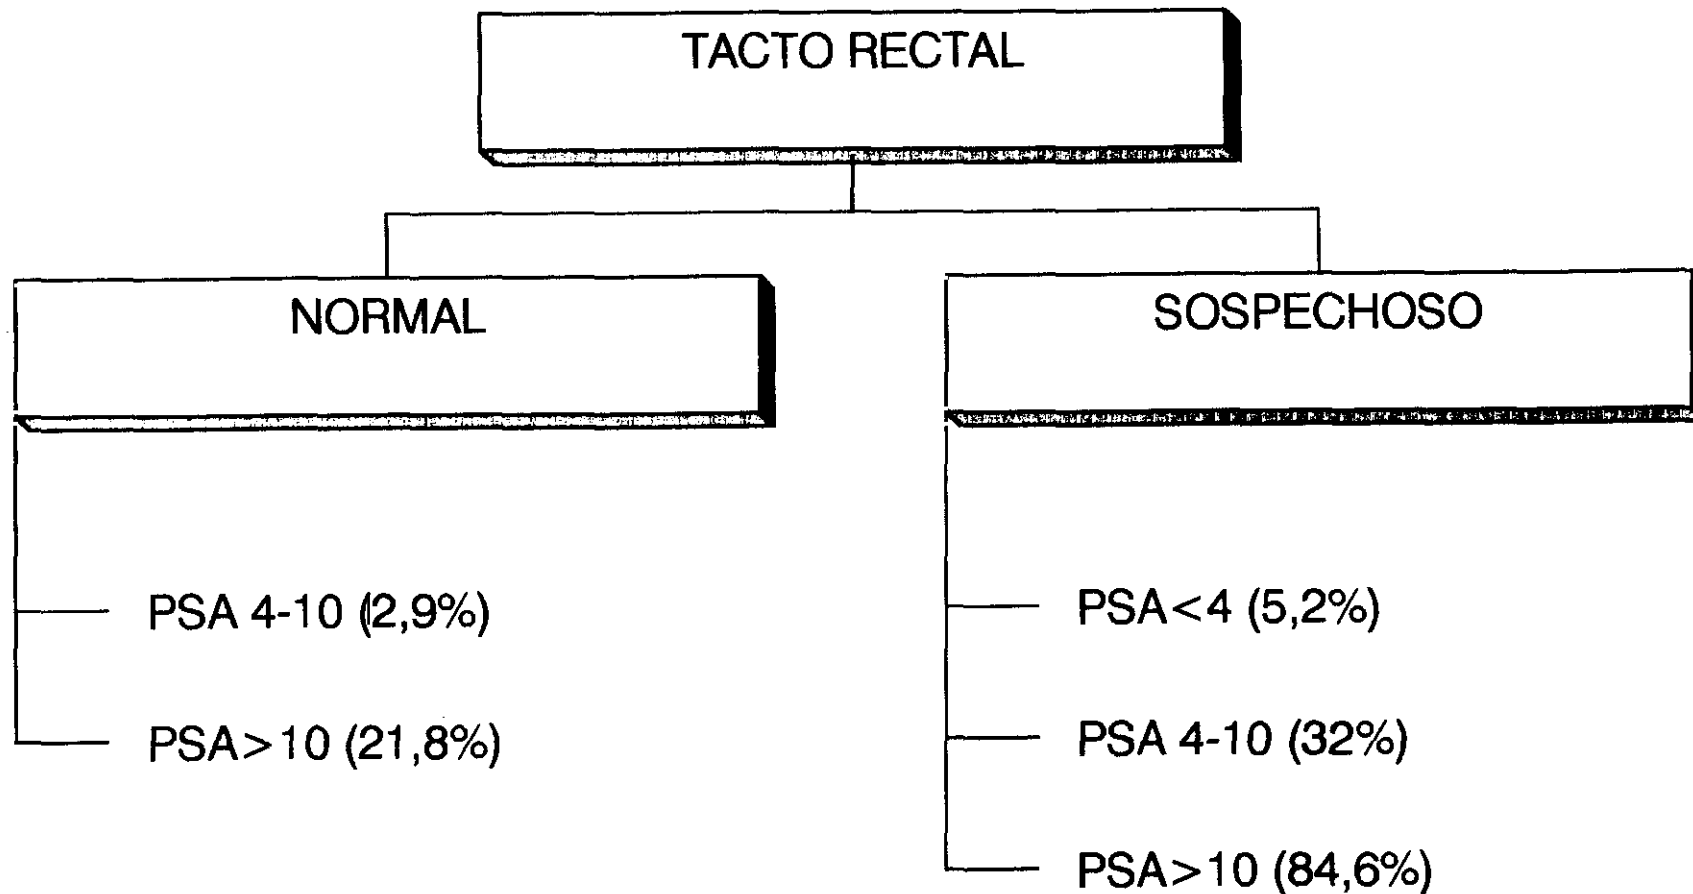 TACTO RECTAL
NORMAL
PSA 4-10 (2,9%)
PSA>10 (21,8%)
SOSPECHOSO
PSA<4 (5,2%)
PSA 4-10 (32%)
PSA>10 (84,6%)